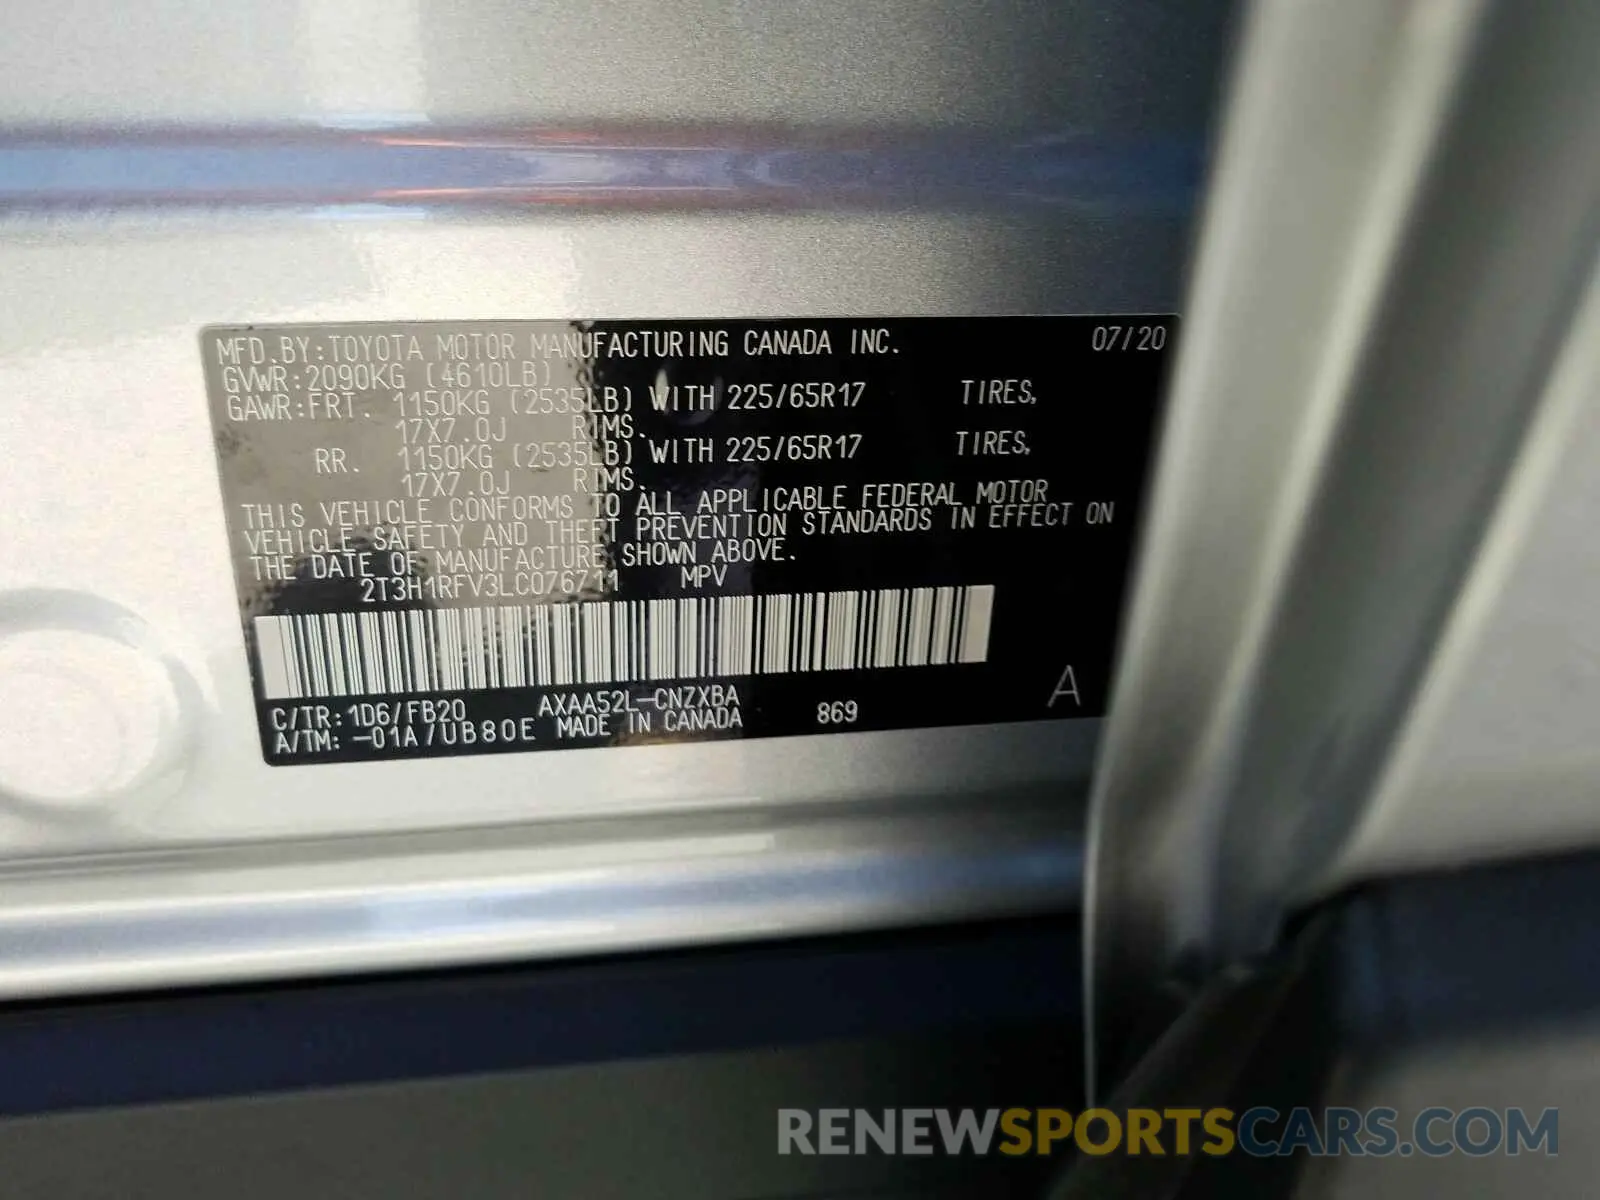 MFD.BY:TOYOTA MOTOR MANUFACTURING CANADA INC. 07/20
GVWR:2090KG (4610LB)
GAWR:FRT. 1150KG (2535LB) WITH 225/65R17 TIRES,
17X7.0J RIMS.
RR. 1150KG (2535LB) WITH 225/65R17 TIRES,
17X7.0J RIMS.
THIS VEHICLE CONFORMS TO ALL APPLICABLE FEDERAL MOTOR
VEHICLE SAFETY AND THEFT PREVENTION STANDARDS IN EFFECT ON
THE DATE OF MANUFACTURE SHOWN ABOVE.
2T3H1RFV3LC076711 MPV
C/TR:1D6/FB20 AXAA52L-CNZXBA 869 A
A/TM:-01A/UB80E MADE IN CANADA
RENEWSPORTSCARS.COM